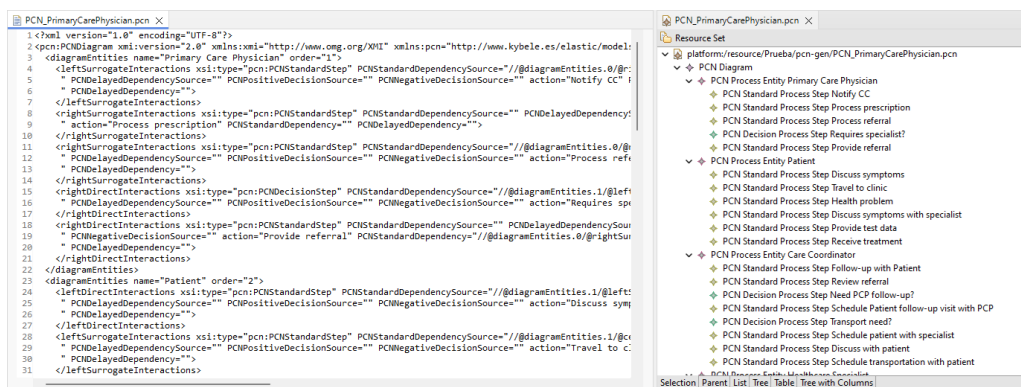 PCN_PrimaryCarePhysician.pcn
1 <?xml version="1.0" encoding="UTF-8"?>
2 <pcn:PCNDiagram xmi:version="2.0" xmlns:xmi="http://www.omg.org/XMI" xmlns:pcn="http://www.kybele.es/elastic/model
3 <diagramEntities name="Primary Care Physician" order="1">
4 <leftSurrogateInteractions xsi:type="pcn:PCNStandardStep" PCNStandardDependencySource="//@diagramEntities.0/@ri
5 " PCNDelayedDependencySource="" PCNPositiveDecisionSource="" PCNNegativeDecisionSource="" action="Notify CC"
6 " PCNDelayedDependency="">
7 </leftSurrogateInteractions>
8 <rightSurrogateInteractions xsi:type="pcn:PCNStandardStep" PCNStandardDependencySource="" PCNDelayedDependency
9 " action="Process prescription" PCNStandardDependency="" PCNDelayedDependency="">
10 </rightSurrogateInteractions>
11 <rightSurrogateInteractions xsi:type="pcn:PCNStandardStep" PCNStandardDependencySource="//@diagramEntities.0/@
12 " PCNDelayedDependencySource="" PCNPositiveDecisionSource="" PCNNegativeDecisionSource="" action="Process refe
13 " PCNDelayedDependency="">
14 </rightSurrogateInteractions>
15 <rightDirectInteractions xsi:type="pcn:PCNDecisionStep" PCNStandardDependencySource="//@diagramEntities.1/@left
16 " PCNDelayedDependencySource="" PCNPositiveDecisionSource="" PCNNegativeDecisionSource="" action="Requires spe
17 </rightDirectInteractions>
18 <rightDirectInteractions xsi:type="pcn:PCNStandardStep" PCNStandardDependencySource="" PCNDelayedDependencySour
19 " PCNNegativeDecisionSource="" action="Provide referral" PCNStandardDependency="//@diagramEntities.0/@rightSur
20 " PCNDelayedDependency="">
21 </rightDirectInteractions>
22 </diagramEntities>
23 <diagramEntities name="Patient" order="2">
24 <leftDirectInteractions xsi:type="pcn:PCNStandardStep" PCNStandardDependencySource="//@diagramEntities.1/@leftS
25 " PCNDelayedDependencySource="" PCNPositiveDecisionSource="" PCNNegativeDecisionSource="" action="Discuss symp
26 " PCNDelayedDependency="">
27 </leftDirectInteractions>
28 <leftSurrogateInteractions xsi:type="pcn:PCNStandardStep" PCNStandardDependencySource="//@diagramEntities.1/@ce
29 " PCNDelayedDependencySource="" PCNPositiveDecisionSource="" PCNNegativeDecisionSource="" action="Travel to cl
30 " PCNDelayedDependency="">
31 </leftSurrogateInteractions>
PCN_PrimaryCarePhysician.pcn
Resource Set
platform:/resource/Prueba/pcn-gen/PCN_PrimaryCarePhysician.pcn
PCN Diagram
PCN Process Entity Primary Care Physician
PCN Standard Process Step Notify CC
PCN Standard Process Step Process prescription
PCN Standard Process Step Process referral
PCN Decision Process Step Requires specialist?
PCN Standard Process Step Provide referral
PCN Process Entity Patient
PCN Standard Process Step Discuss symptoms
PCN Standard Process Step Travel to clinic
PCN Standard Process Step Health problem
PCN Standard Process Step Discuss symptoms with specialist
PCN Standard Process Step Provide test data
PCN Standard Process Step Receive treatment
PCN Process Entity Care Coordinator
PCN Standard Process Step Follow-up with Patient
PCN Standard Process Step Review referral
PCN Decision Process Step Need PCP follow-up?
PCN Standard Process Step Schedule Patient follow-up visit with PCP
PCN Decision Process Step Transport need?
PCN Standard Process Step Schedule patient with specialist
PCN Standard Process Step Discuss with patient
PCN Standard Process Step Schedule transportation with patient
PCN Process Entity Healthcare Specialist
Selection Parent List Tree Table Tree with Columns